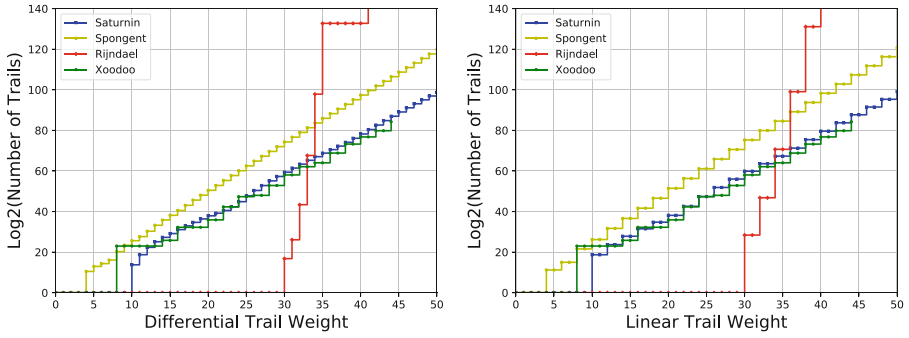 Log2(Number of Trails)
140
120
100
80
60
40
20
0
Saturnin
Spongent
Rijndael
Xoodoo
0 5 10 15 20 25 30 35 40 45 50
Differential Trail Weight
Log2(Number of Trails)
140
120
100
80
60
40
20
0
Saturnin
Spongent
Rijndael
Xoodoo
0 5 10 15 20 25 30 35 40 45 50
Linear Trail Weight